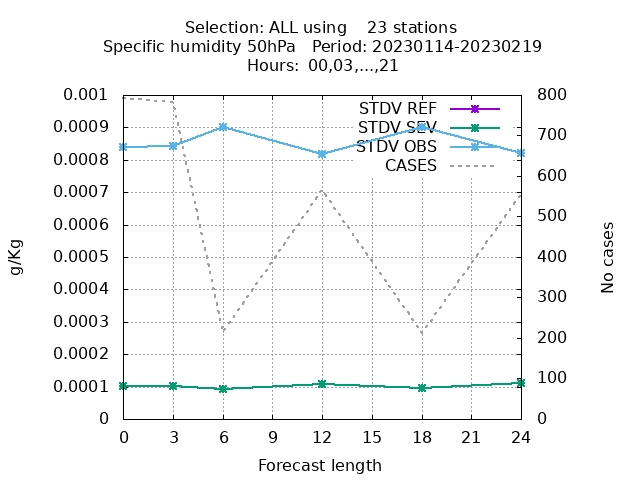 Selection: ALL using    23 stations
Specific humidity 50hPa   Period: 20230114-20230219
Hours:  00,03,...,21
STDV REF
STDV SEV
STDV OBS
CASES
g/Kg
0.001
0.0009
0.0008
0.0007
0.0006
0.0005
0.0004
0.0003
0.0002
0.0001
0
800
700
600
500
400
300
200
100
0
No cases
0 3 6 9 12 15 18 21 24
Forecast length